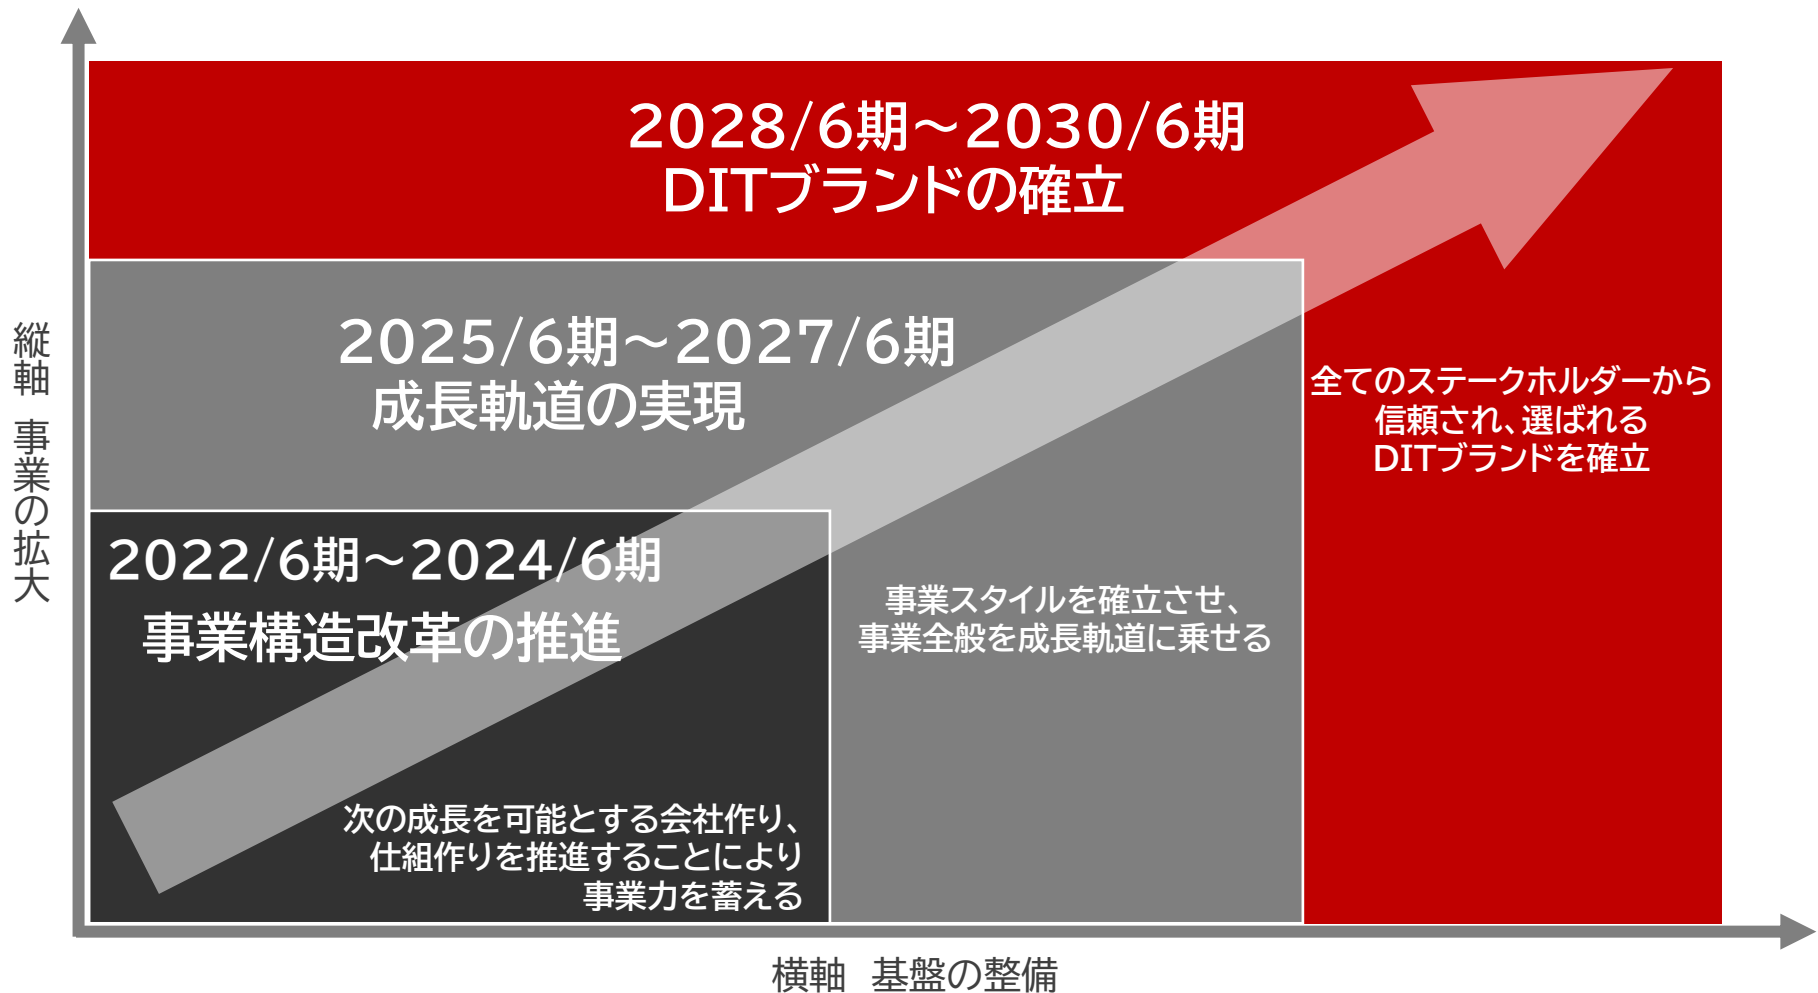 2028/6期～2030/6期
DITブランドの確立
2025/6期～2027/6期
成長軌道の実現
全てのステークホルダーから
信頼され、選ばれる
DITブランドを確立
2022/6期～2024/6期
事業構造改革の推進
事業スタイルを確立させ、
事業全般を成長軌道に乗せる
次の成長を可能とする会社作り、
仕組作りを推進することにより
事業力を蓄える
縦軸 事業の拡大
横軸 基盤の整備